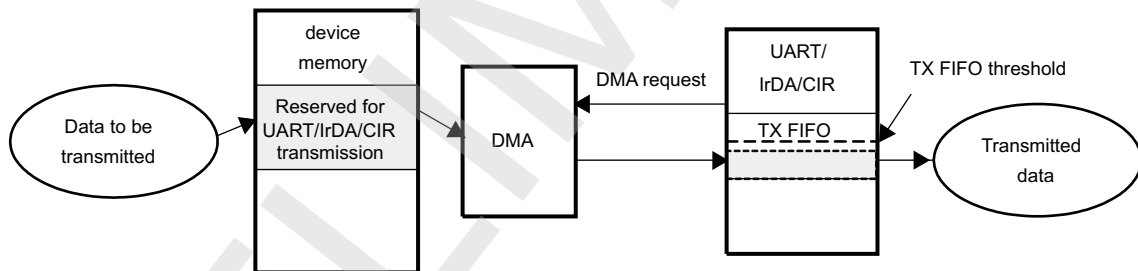 device
memory
Reserved for
UART/IrDA/CIR
transmission
Data to be
transmitted
DMA
DMA request
UART/
IrDA/CIR
TX FIFO
TX FIFO threshold
Transmitted
data